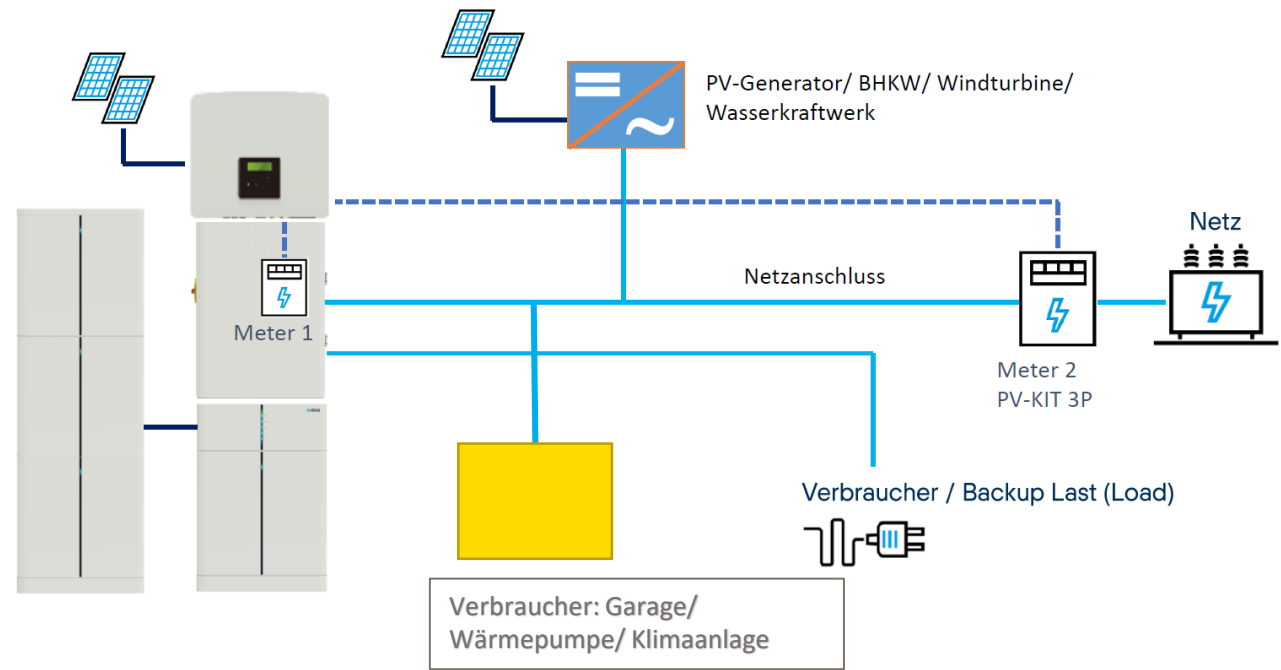 PV-Generator/ BHKW/ Windturbine/
Wasserkraftwerk
Netz
Netzanschluss
Meter 1
Meter 2
PV-KIT 3P
Verbraucher / Backup Last (Load)
Verbraucher: Garage/
Wärmepumpe/ Klimaanlage